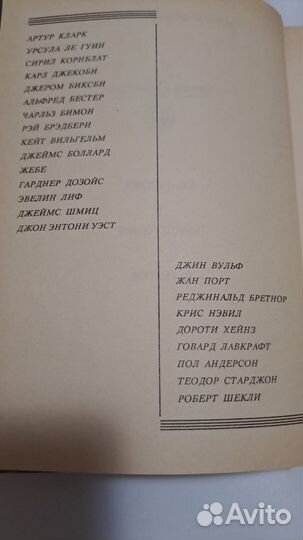 АРТУР КЛАРК
УРСУЛА ЛЕ ГУИН
СИРИЛ КОРНБЛАТ
КАРЛ ДЖЕКОБИ
ДЖЕРОМ БИКСБИ
АЛЬФРЕД БЕСТЕР
ЧАРЛЬЗ БИМОН
РЭЙ БРЭДБЕРИ
КЕЙТ ВИЛЬГЕЛЬМ
ДЖЕЙМС БОЛЛАРД
ЖЕБЕ
ГАРДНЕР ДОЗОЙС
ЭВЕЛИН ЛИФ
ДЖЕЙМС ШМИЦ
ДЖОН ЭНТОНИ УЭСТ
ДЖИН ВУЛЬФ
ЖАН ПОРТ
РЕДЖИНАЛЬД БРЕТНОР
КРИС НЭВИЛ
ДОРОТИ ХЕЙНЗ
ГОВАРД ЛАВКРАФТ
ПОЛ АНДЕРСОН
ТЕОДОР СТАРДЖОН
РОБЕРТ ШЕКЛИ
Avito